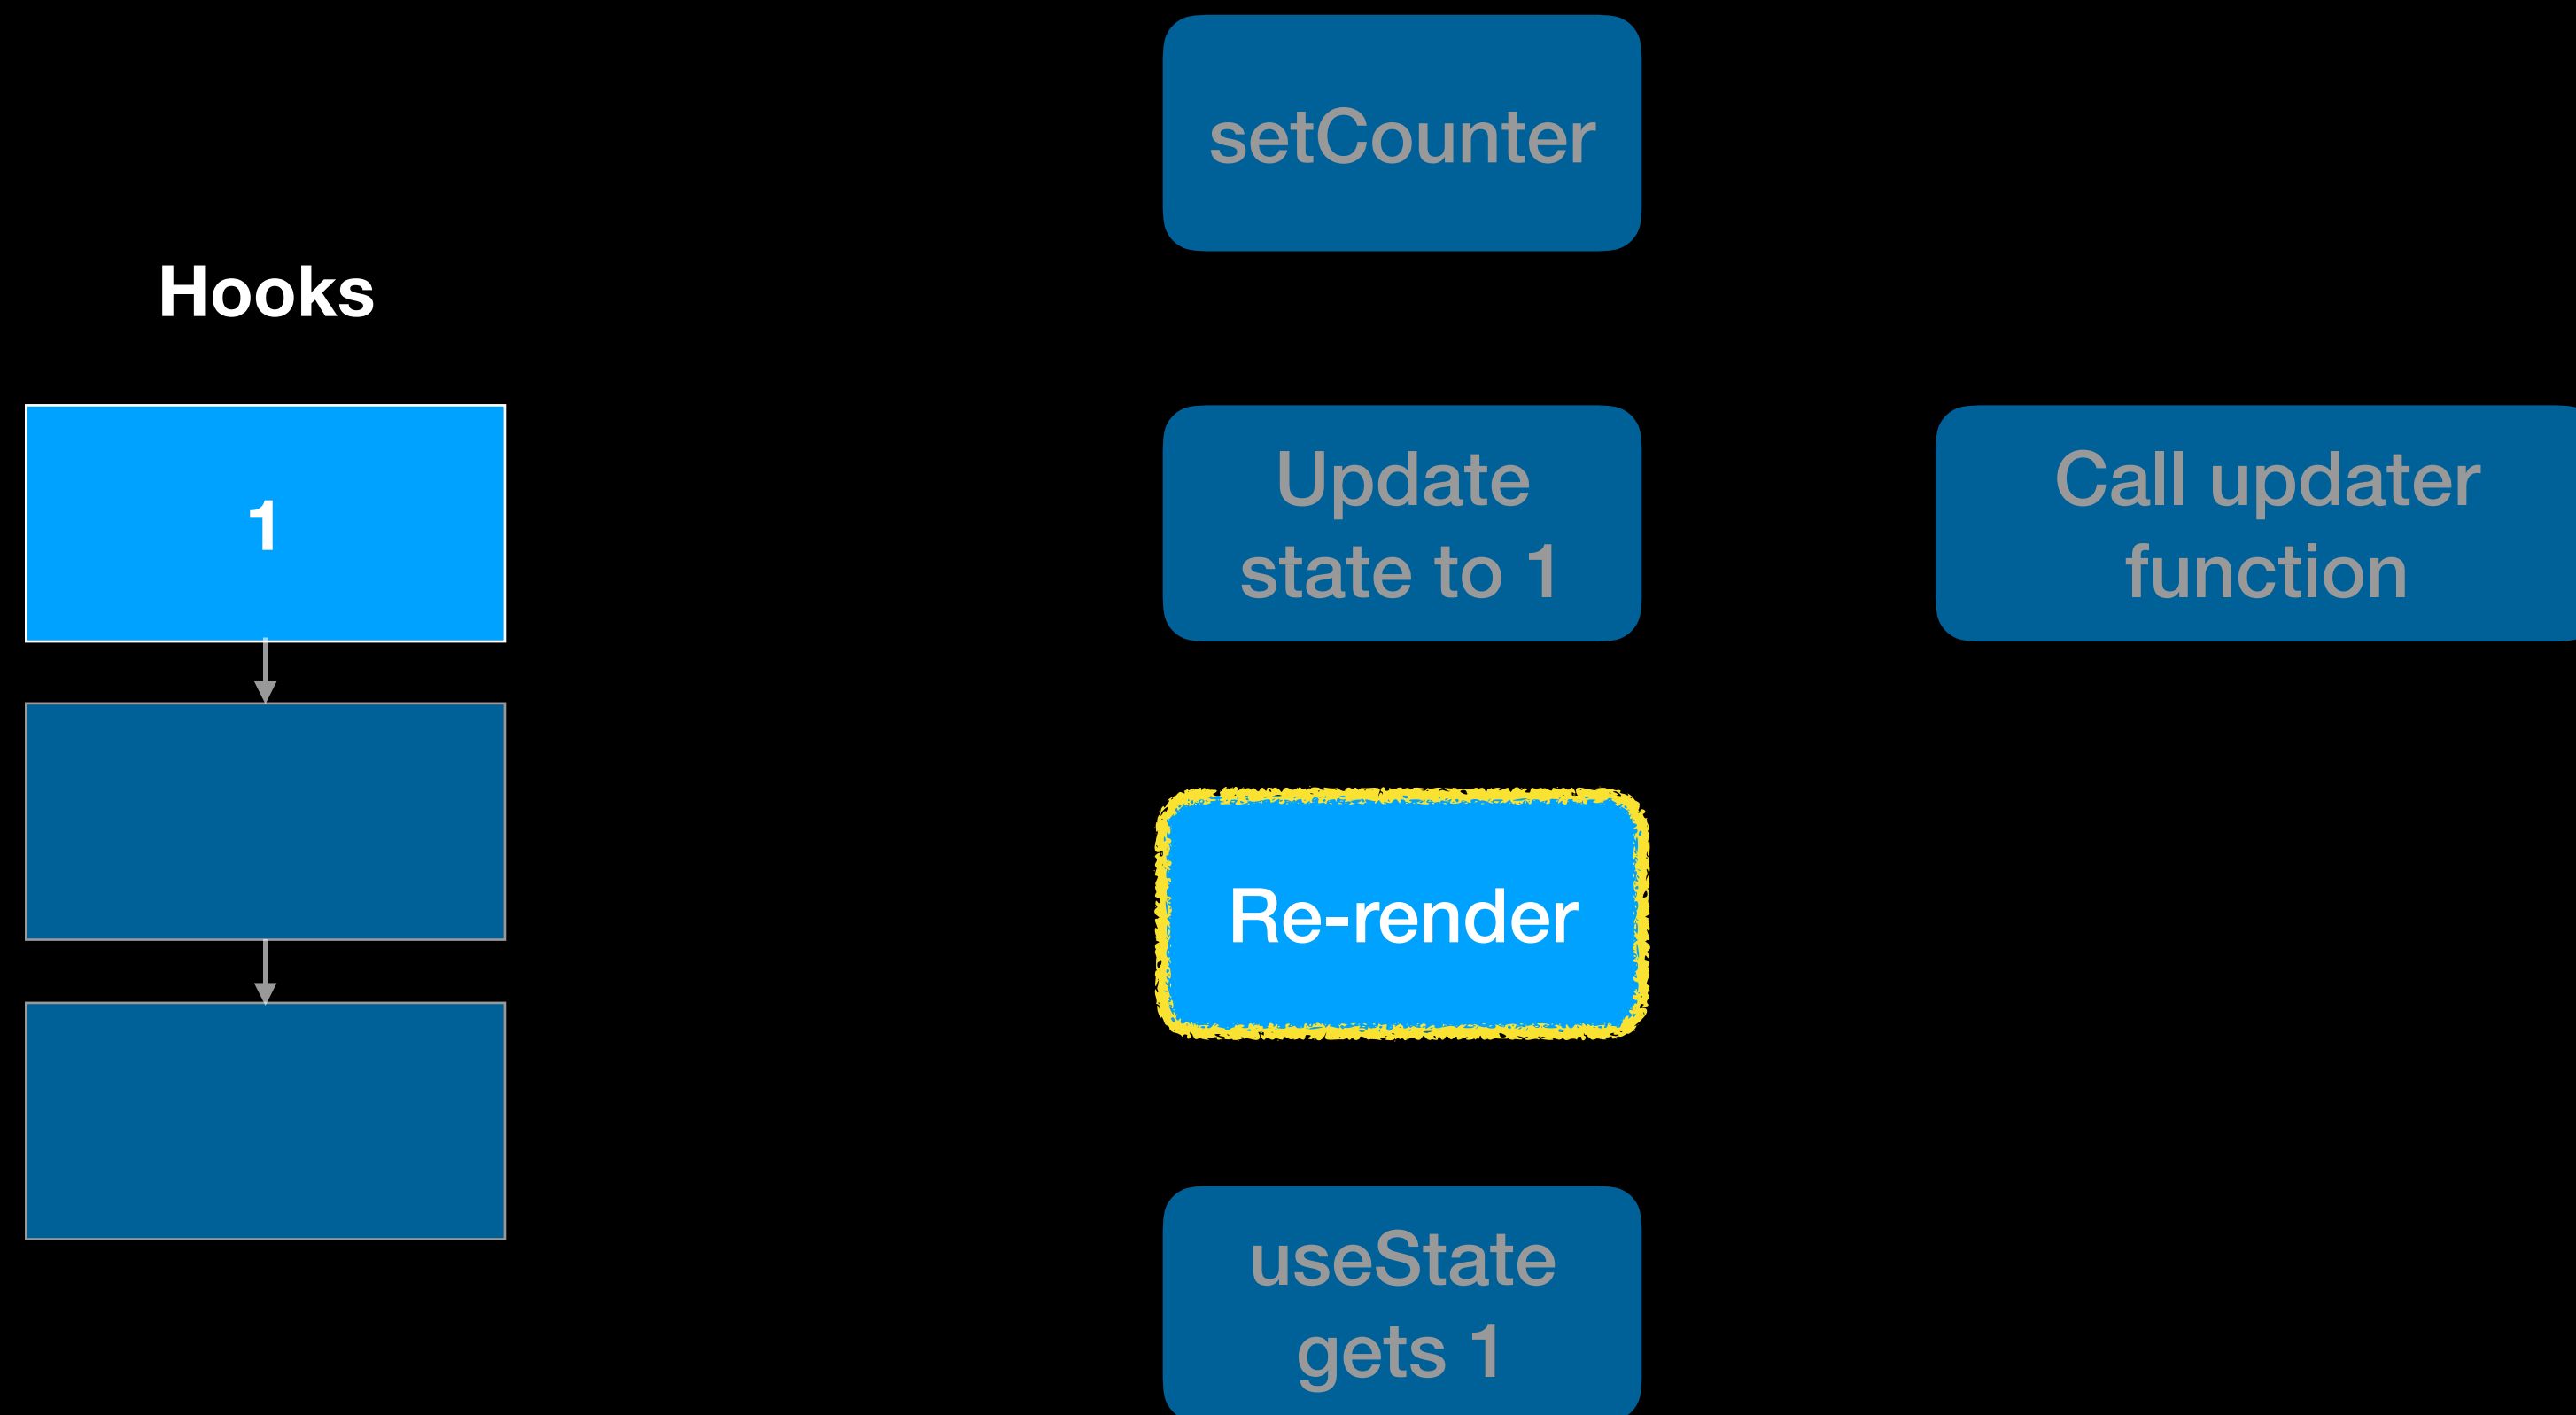 setCounter
Hooks
1
Update
state to 1
Call updater
function
Re-render
useState
gets 1